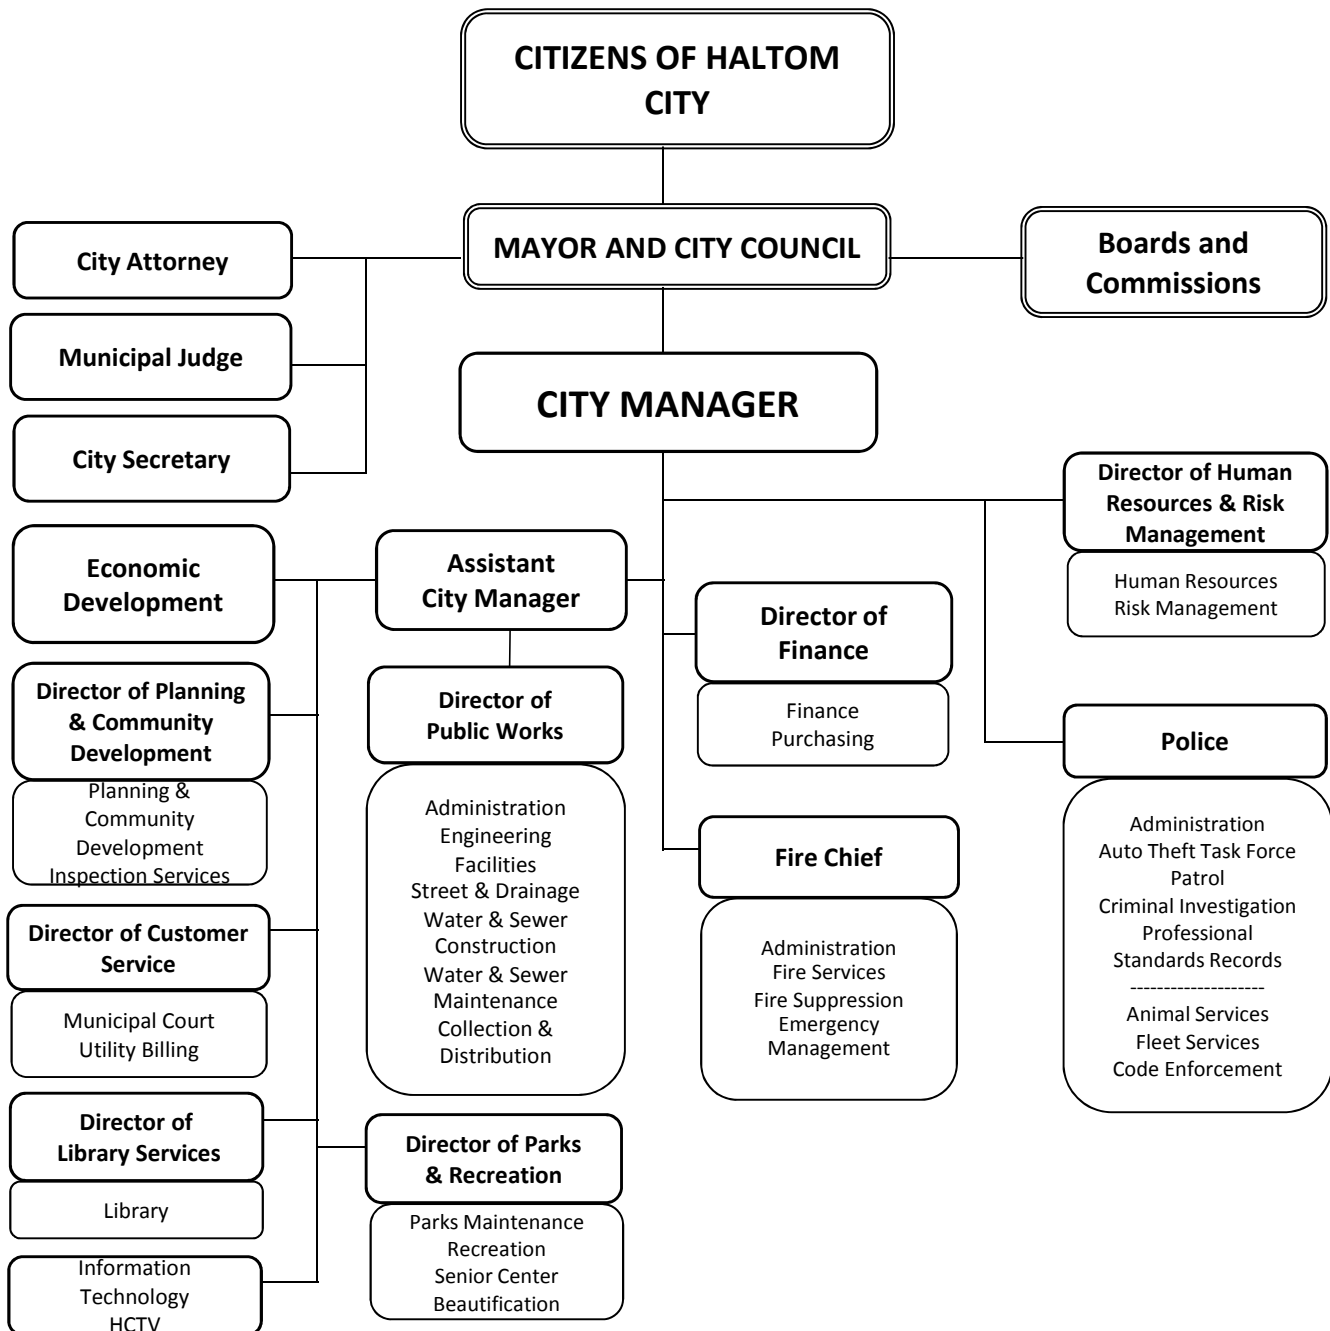 CITIZENS OF HALTOM
CITY
MAYOR AND CITY COUNCIL
Boards and
Commissions
City Attorney
Municipal Judge
City Secretary
CITY MANAGER
Director of Human
Resources & Risk
Management
Human Resources
Risk Management
Economic
Development
Assistant
City Manager
Director of
Finance
Finance
Purchasing
Director of Planning
& Community
Development
Planning &
Community
Development
Inspection Services
Director of
Public Works
Administration
Engineering
Facilities
Street & Drainage
Water & Sewer
Construction
Water & Sewer
Maintenance
Collection &
Distribution
Police
Administration
Auto Theft Task Force
Patrol
Criminal Investigation
Professional
Standards Records
--------------------
Animal Services
Fleet Services
Code Enforcement
Fire Chief
Administration
Fire Services
Fire Suppression
Emergency
Management
Director of Customer
Service
Municipal Court
Utility Billing
Director of
Library Services
Library
Director of Parks
& Recreation
Parks Maintenance
Recreation
Senior Center
Beautification
Information
Technology
HCTV